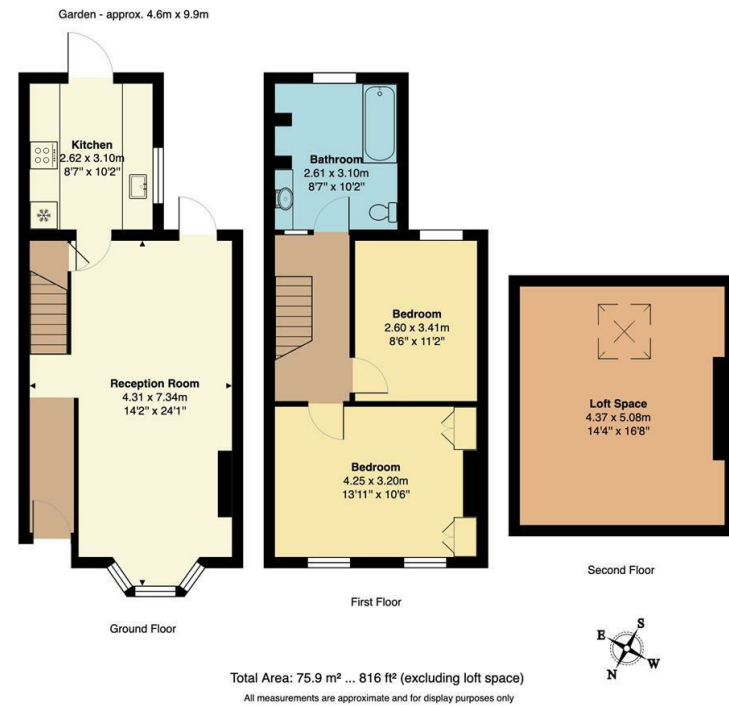 Garden - approx. 4.6m x 9.9m
Kitchen
2.62 x 3.10m
8'7" x 10'2"
Reception Room
4.31 x 7.34m
14'2" x 24'1"
Ground Floor
Bathroom
2.61 x 3.10m
8'7" x 10'2"
Bedroom
2.60 x 3.41m
8'6" x 11'2"
Bedroom
4.25 x 3.20m
13'11" x 10'6"
First Floor
Loft Space
4.37 x 5.08m
14'4" x 16'8"
Second Floor
S
E
W
N
Total Area: 75.9 m² ... 816 ft² (excluding loft space)
All measurements are approximate and for display purposes only